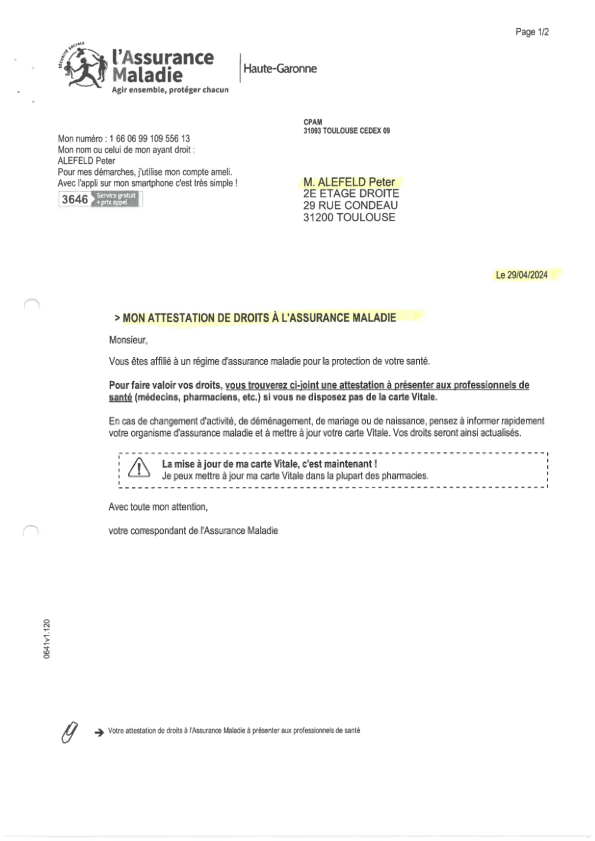 Page 1/2
SÉCURITÉ SOCIALE
l'Assurance
Maladie
Agir ensemble, protéger chacun
Haute-Garonne
CPAM
31093 TOULOUSE CEDEX 09
Mon numéro : 1 66 06 99 109 556 13
Mon nom ou celui de mon ayant droit :
ALEFELD Peter
Pour mes démarches, j'utilise mon compte ameli.
Avec l'appli sur mon smartphone c'est très simple !
3646 Service gratuit
+ prix appel
M. ALEFELD Peter
2E ETAGE DROITE
29 RUE CONDEAU
31200 TOULOUSE
Le 29/04/2024
> MON ATTESTATION DE DROITS À L'ASSURANCE MALADIE
Monsieur,
Vous êtes affilié à un régime d'assurance maladie pour la protection de votre santé.
Pour faire valoir vos droits, vous trouverez ci-joint une attestation à présenter aux professionnels de
santé (médecins, pharmaciens, etc.) si vous ne disposez pas de la carte Vitale.
En cas de changement d'activité, de déménagement, de mariage ou de naissance, pensez à informer rapidement
votre organisme d'assurance maladie et à mettre à jour votre carte Vitale. Vos droits seront ainsi actualisés.
La mise à jour de ma carte Vitale, c'est maintenant !
Je peux mettre à jour ma carte Vitale dans la plupart des pharmacies.
Avec toute mon attention,
votre correspondant de l'Assurance Maladie
0641v1.120
Votre attestation de droits à l'Assurance Maladie à présenter aux professionnels de santé